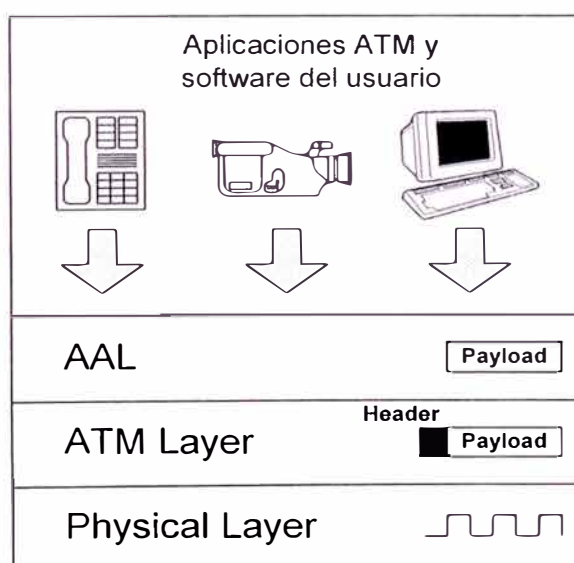 Aplicaciones ATM y
software del usuario
AAL
Payload
Header
ATM Layer
Payload
Physical Layer